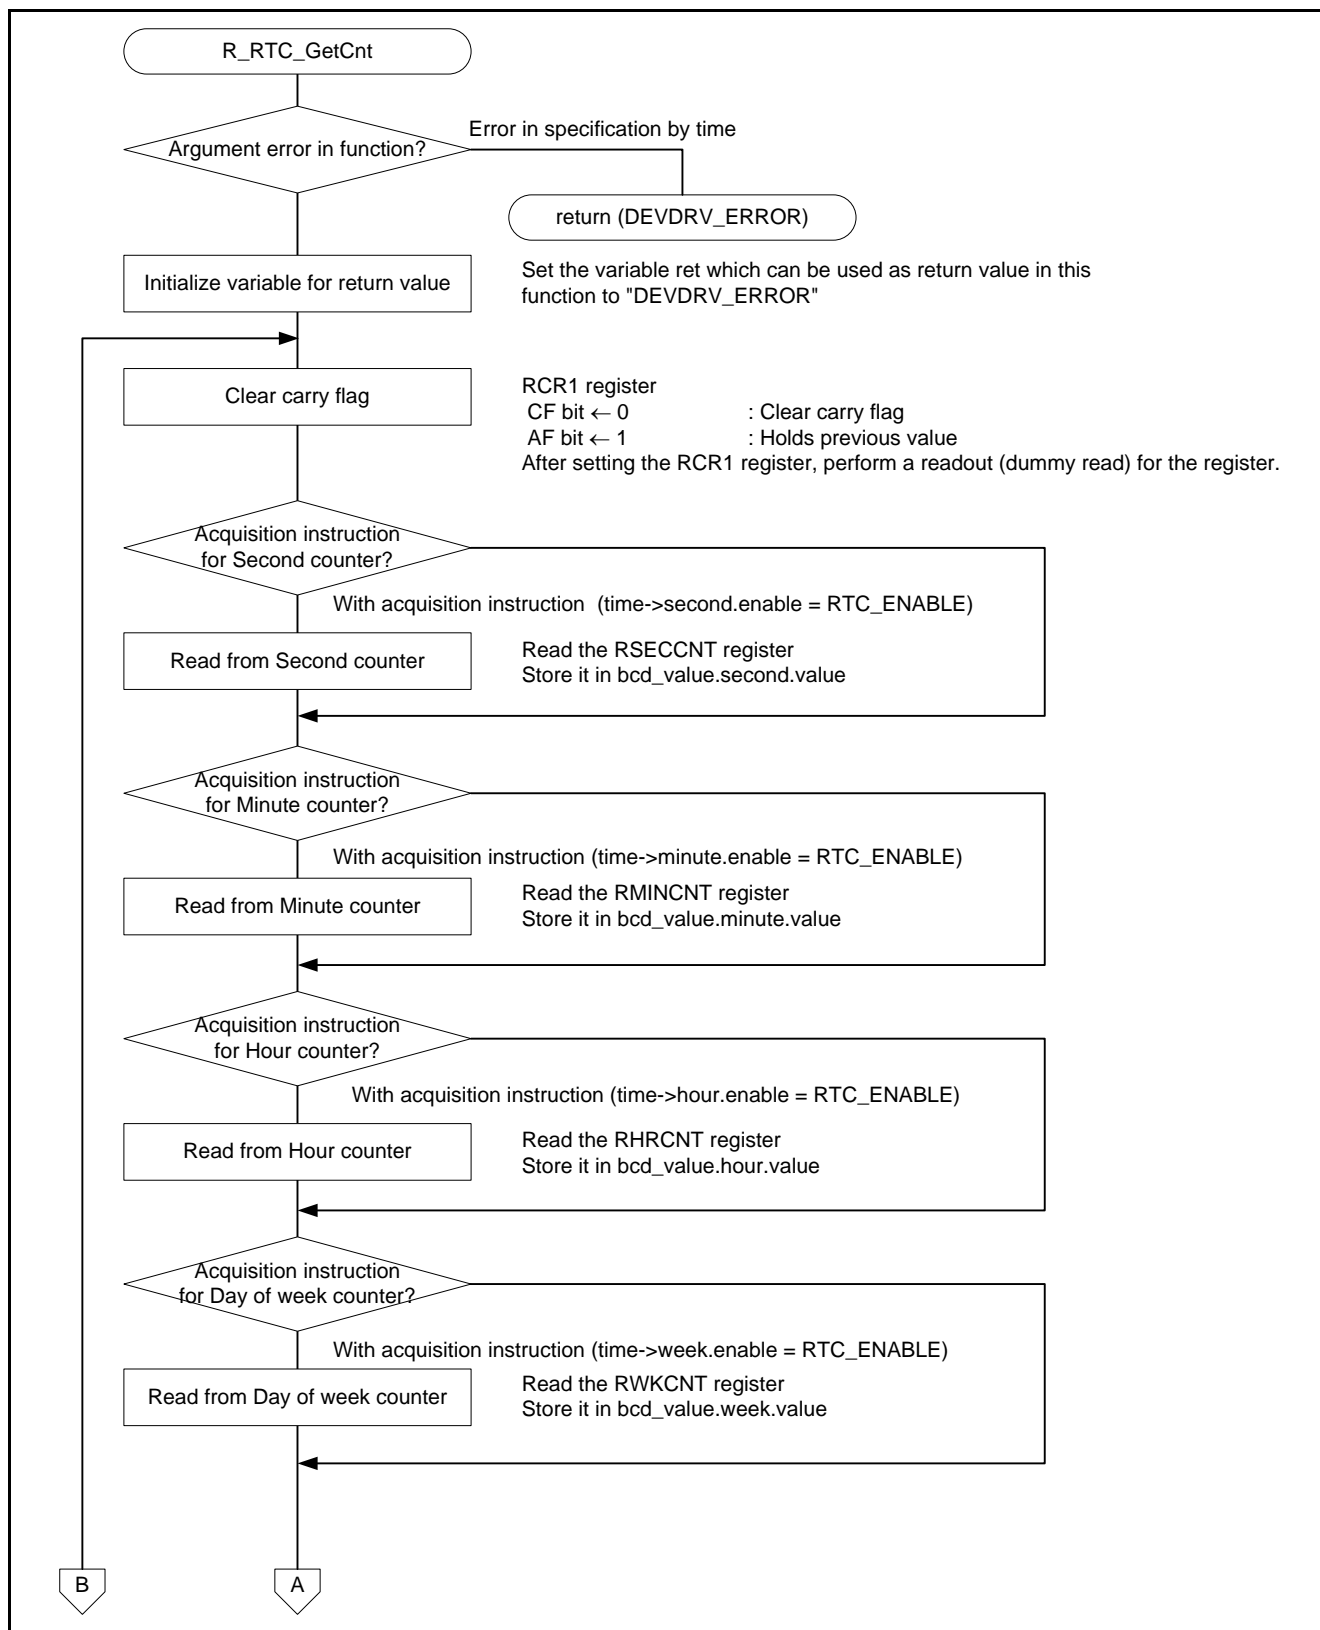 R_RTC_GetCnt
Error in specification by time
Argument error in function?
return (DEVDRV_ERROR)
Initialize variable for return value
Set the variable ret which can be used as return value in this
function to "DEVDRV_ERROR"
Clear carry flag
RCR1 register
CF bit ← 0 : Clear carry flag
AF bit ← 1 : Holds previous value
After setting the RCR1 register, perform a readout (dummy read) for the register.
Acquisition instruction
for Second counter?
With acquisition instruction (time->second.enable = RTC_ENABLE)
Read from Second counter
Read the RSECCNT register
Store it in bcd_value.second.value
Acquisition instruction
for Minute counter?
With acquisition instruction (time->minute.enable = RTC_ENABLE)
Read from Minute counter
Read the RMINCNT register
Store it in bcd_value.minute.value
Acquisition instruction
for Hour counter?
With acquisition instruction (time->hour.enable = RTC_ENABLE)
Read from Hour counter
Read the RHRCNT register
Store it in bcd_value.hour.value
Acquisition instruction
for Day of week counter?
With acquisition instruction (time->week.enable = RTC_ENABLE)
Read from Day of week counter
Read the RWKCNT register
Store it in bcd_value.week.value
B
A